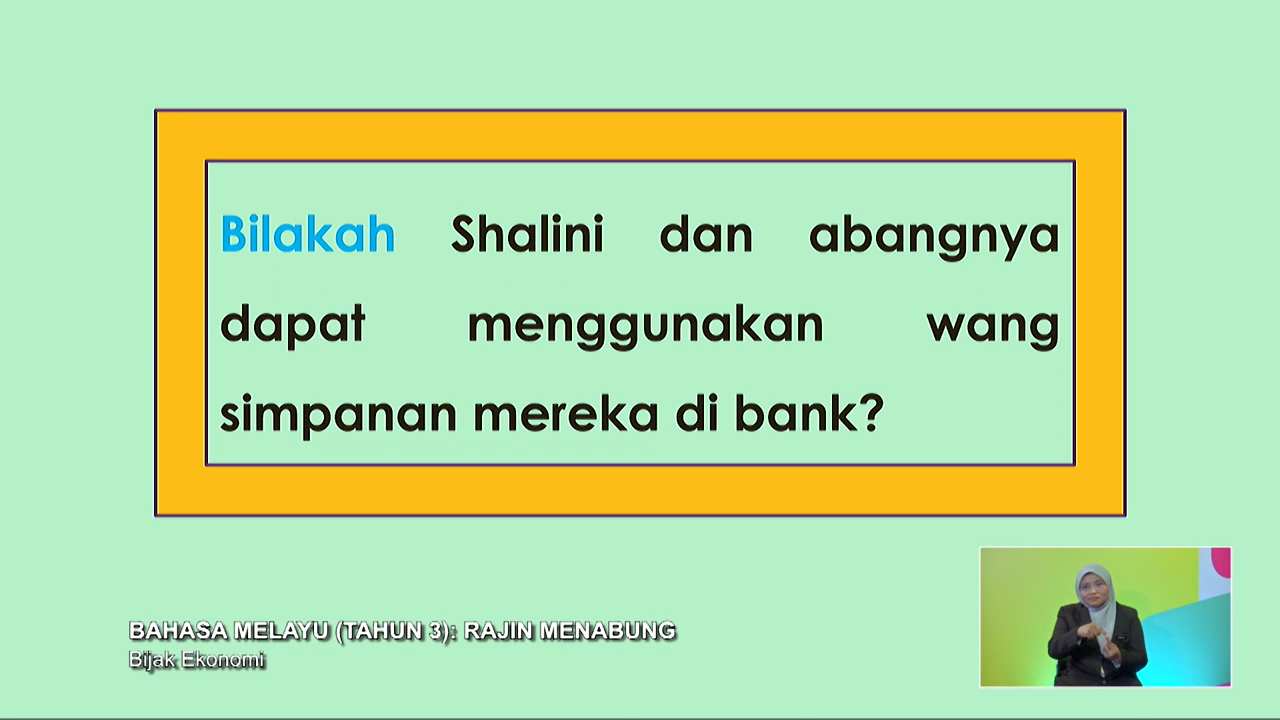 Bilakah Shalini dan abangnya
dapat menggunakan wang
simpanan mereka di bank?
BAHASA MELAYU (TAHUN 3): RAJIN MENABUNG
Bijak Ekonomi